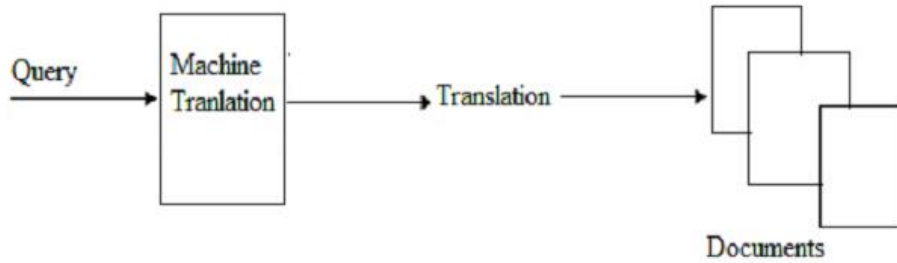 Query
Machine
Tranlation
Translation
Documents